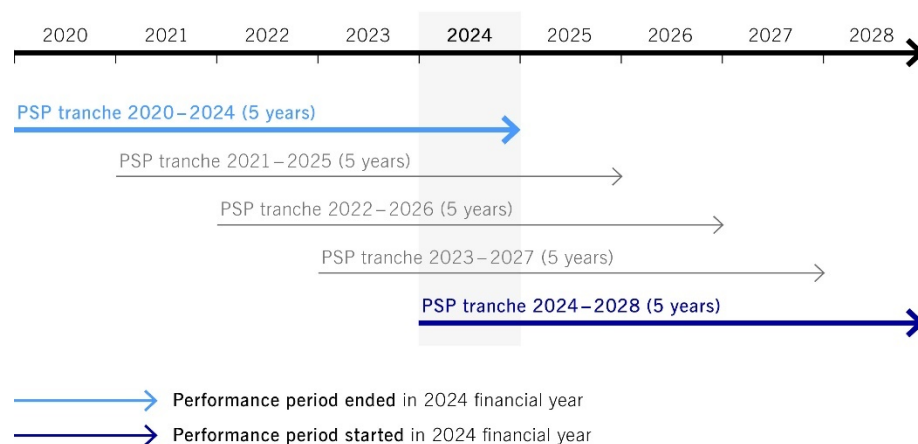 2020 2021 2022 2023 2024 2025 2026 2027 2028
PSP tranche 2020–2024 (5 years)
PSP tranche 2021–2025 (5 years)
PSP tranche 2022–2026 (5 years)
PSP tranche 2023–2027 (5 years)
PSP tranche 2024–2028 (5 years)
Performance period ended in 2024 financial year
Performance period started in 2024 financial year